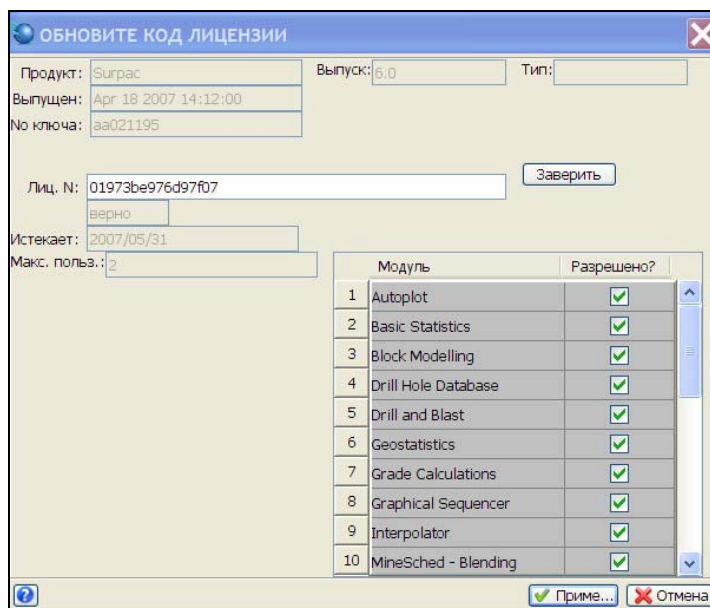 ОБНОВИТЕ КОД ЛИЦЕНЗИИ
Продукт: Surpac Выпуск: 6.0 Тип:
Выпущен: Apr 18 2007 14:12:00
No ключа: aa021195
Лиц. N: 01973be976d97f07 Заверить
верно
Истекает: 2007/05/31
Макс. польз.: 2
Модуль Разрешено?
1 Autoplot
2 Basic Statistics
3 Block Modelling
4 Drill Hole Database
5 Drill and Blast
6 Geostatistics
7 Grade Calculations
8 Graphical Sequencer
9 Interpolator
10 MineSched - Blending
? Приме... Отмена